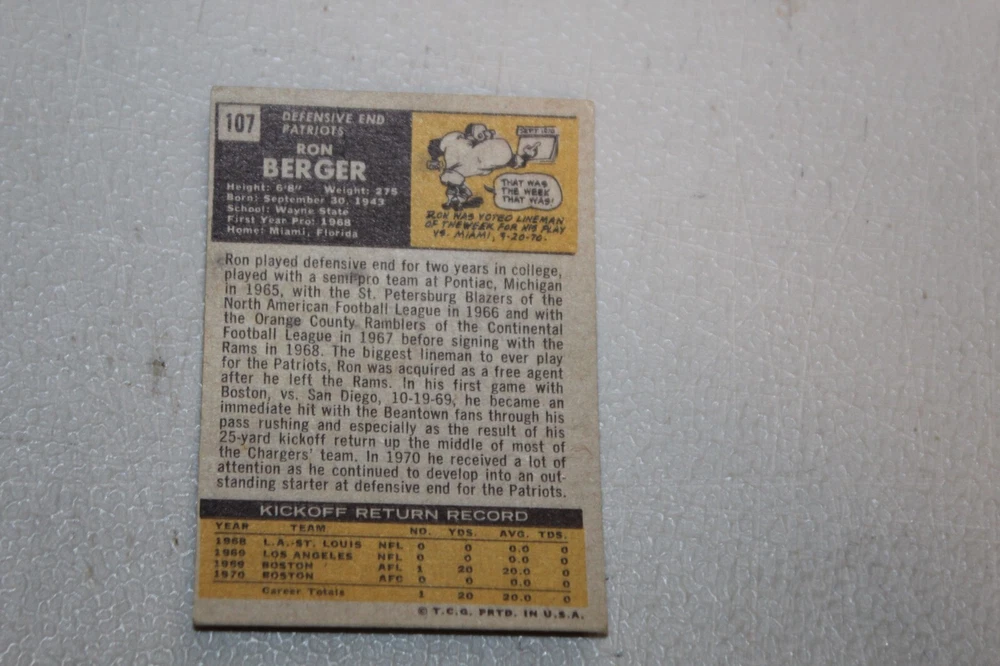 107
DEFENSIVE END
PATRIOTS
RON
BERGER
Height: 6'8" Weight: 275
Born: September 30, 1943
School: Wayne State
First Year Pro: 1968
Home: Miami, Florida
THAT WAS
THE WEEK
THAT WAS!
RON WAS VOTED LINEMAN
OF THE WEEK FOR HIS PLAY
VS. MIAMI, 9-20-70.
Ron played defensive end for two years in college,
played with a semi-pro team at Pontiac, Michigan
in 1965, with the St. Petersburg Blazers of the
North American Football League in 1966 and with
the Orange County Ramblers of the Continental
Football League in 1967 before signing with the
Rams in 1968. The biggest lineman to ever play
for the Patriots, Ron was acquired as a free agent
after he left the Rams. In his first game with
Boston, vs. San Diego, 10-19-69, he became an
immediate hit with the Beantown fans through his
pass rushing and especially as the result of his
25-yard kickoff return up the middle of most of
the Chargers' team. In 1970 he received a lot of
attention as he continued to develop into an out-
standing starter at defensive end for the Patriots.
KICKOFF RETURN RECORD
YEAR TEAM NO. YDS. AVG. TDS.
1968 L.A.-ST. LOUIS NFL 0 0 0.0 0
1969 LOS ANGELES NFL 0 0 0.0 0
1969 BOSTON AFL 1 20 20.0 0
1970 BOSTON AFC 0 0 0.0 0
Career Totals 1 20 20.0 0
© T.C.G. PRTD. IN U.S.A.